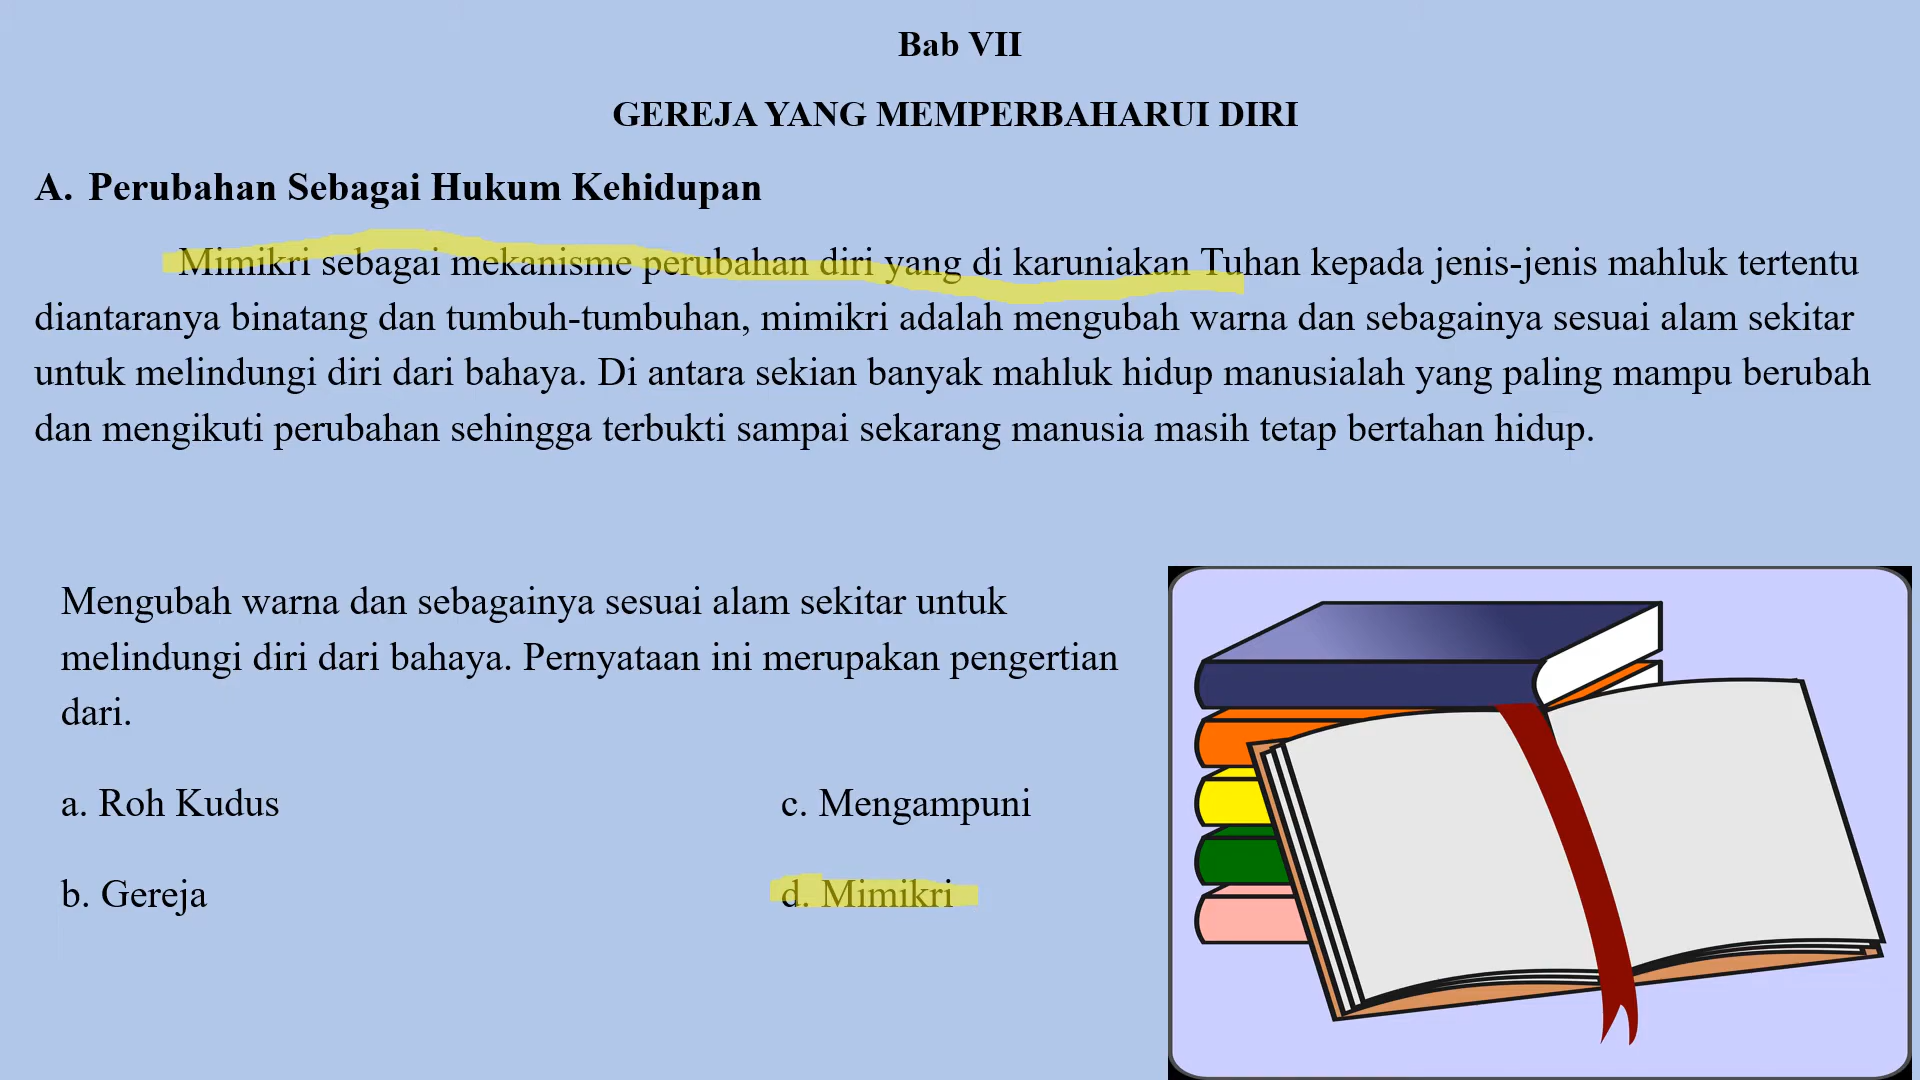 Bab VII
GEREJA YANG MEMPERBAHARUI DIRI
A. Perubahan Sebagai Hukum Kehidupan
Mimikri sebagai mekanisme perubahan diri yang di karuniakan Tuhan kepada jenis-jenis mahluk tertentu
diantaranya binatang dan tumbuh-tumbuhan, mimikri adalah mengubah warna dan sebagainya sesuai alam sekitar
untuk melindungi diri dari bahaya. Di antara sekian banyak mahluk hidup manusialah yang paling mampu berubah
dan mengikuti perubahan sehingga terbukti sampai sekarang manusia masih tetap bertahan hidup.
Mengubah warna dan sebagainya sesuai alam sekitar untuk
melindungi diri dari bahaya. Pernyataan ini merupakan pengertian
dari.
a. Roh Kudus
c. Mengampuni
b. Gereja
d. Mimikri